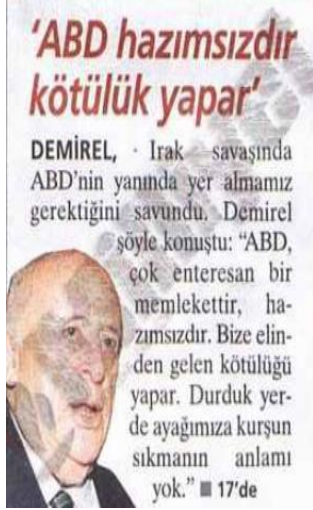 'ABD hazımsızdır
kötülük yapar'
DEMİREL, · Irak savaşında
ABD'nin yanında yer almamız
gerektiğini savundu. Demirel
şöyle konuştu: "ABD,
çok enteresan bir
memlekettir, ha-
zımsızdır. Bize elin-
den gelen kötülüğü
yapar. Durduk yer-
de ayağımıza kurşun
sıkmanın anlamı
yok." ■ 17'de